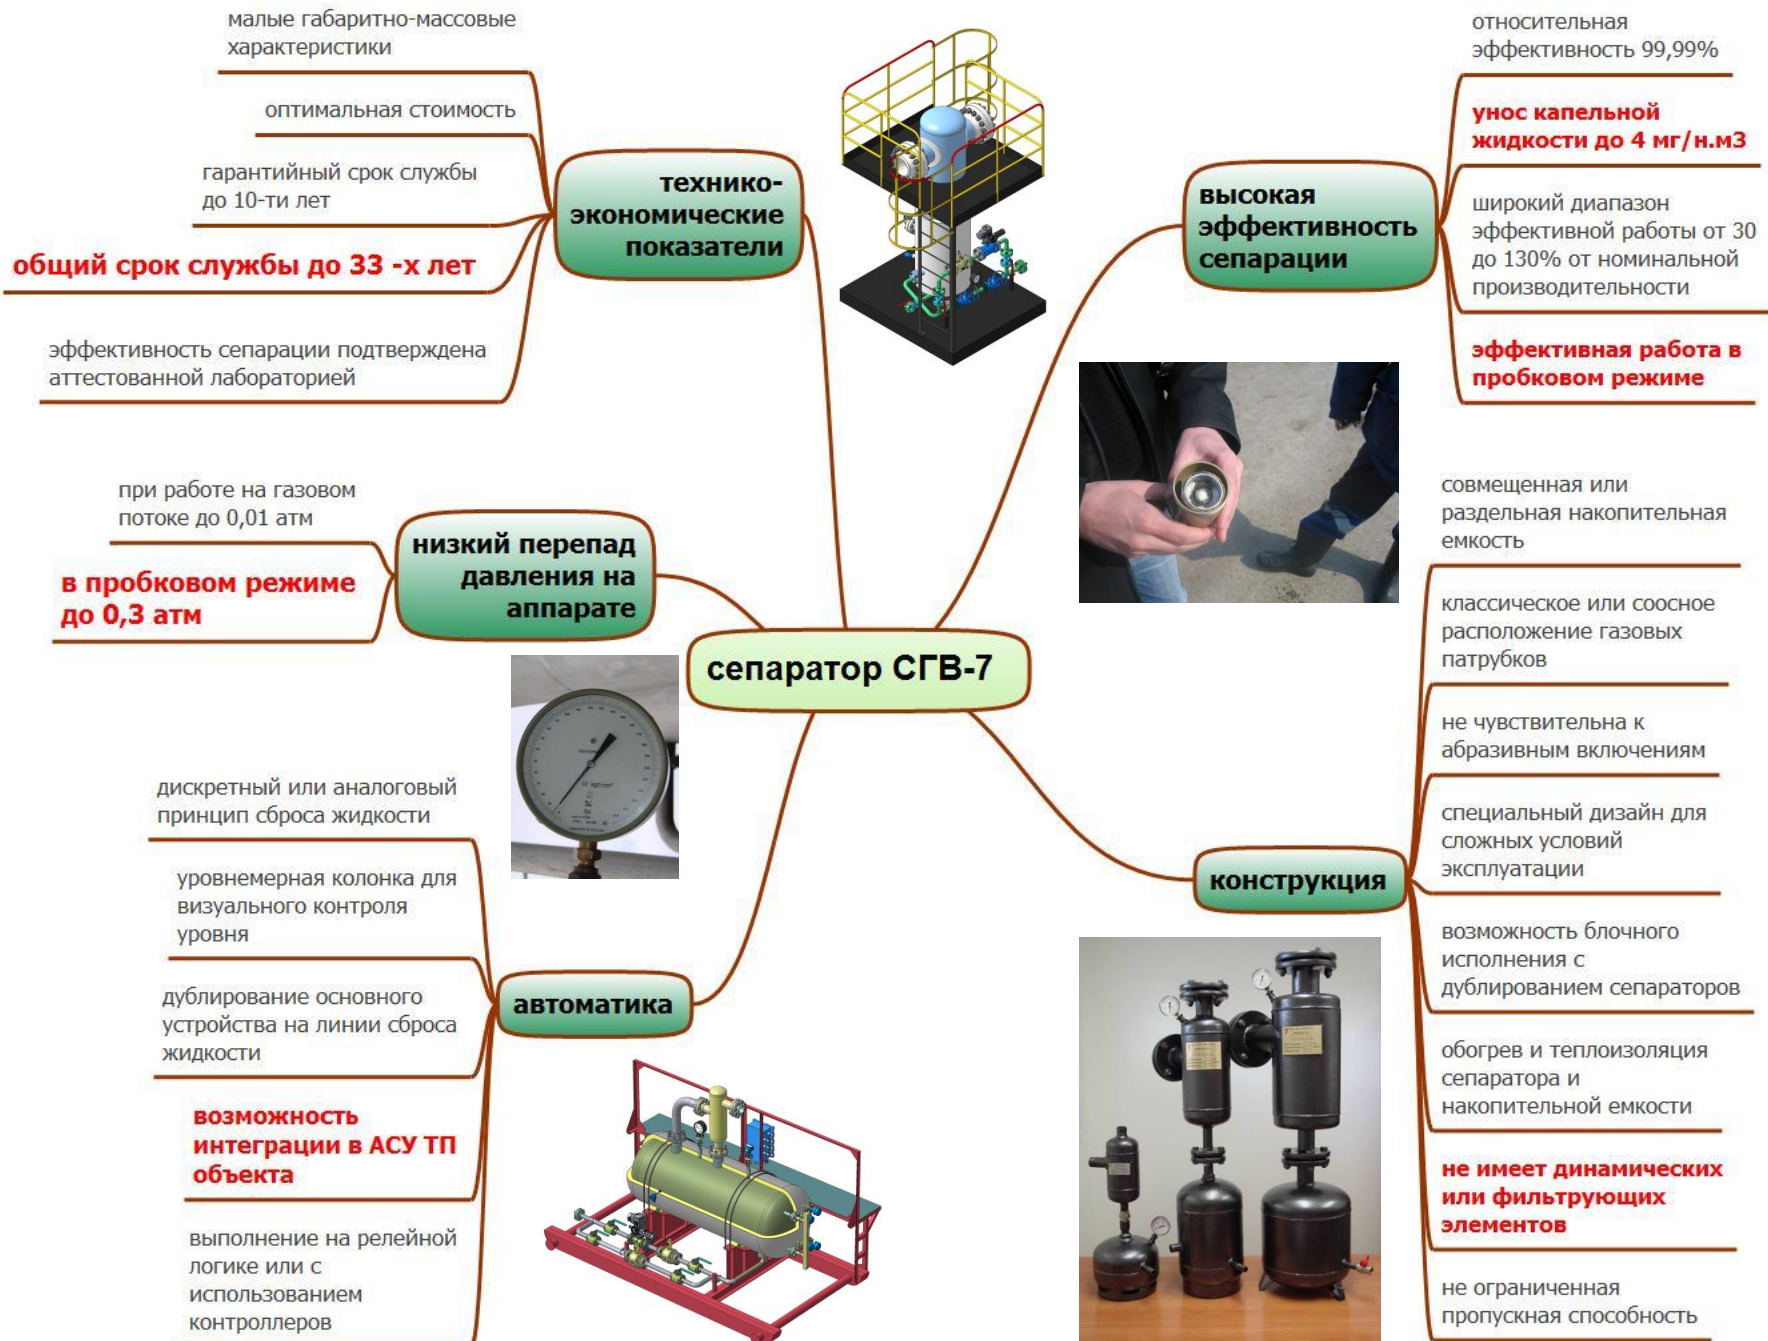 малые габаритно-массовые
характеристики
оптимальная стоимость
гарантийный срок службы
до 10-ти лет
общий срок службы до 33 -х лет
эффективность сепарации подтверждена
аттестованной лабораторией
технико-
экономические
показатели
относительная
эффективность 99,99%
унос капельной
жидкости до 4 мг/н.м3
широкий диапазон
эффективной работы от 30
до 130% от номинальной
производительности
эффективная работа в
пробковом режиме
высокая
эффективность
сепарации
при работе на газовом
потоке до 0,01 атм
в пробковом режиме
до 0,3 атм
низкий перепад
давления на
аппарате
сепаратор СГВ-7
совмещенная или
раздельная накопительная
емкость
классическое или соосное
расположение газовых
патрубков
не чувствительна к
абразивным включениям
специальный дизайн для
сложных условий
эксплуатации
возможность блочного
исполнения с
дублированием сепараторов
обогрев и теплоизоляция
сепаратора и
накопительной емкости
не имеет динамических
или фильтрующих
элементов
не ограниченная
пропускная способность
конструкция
дискретный или аналоговый
принцип сброса жидкости
уровнемерная колонка для
визуального контроля
уровня
дублирование основного
устройства на линии сброса
жидкости
возможность
интеграции в АСУ ТП
объекта
выполнение на релейной
логике или с
использованием
контроллеров
автоматика